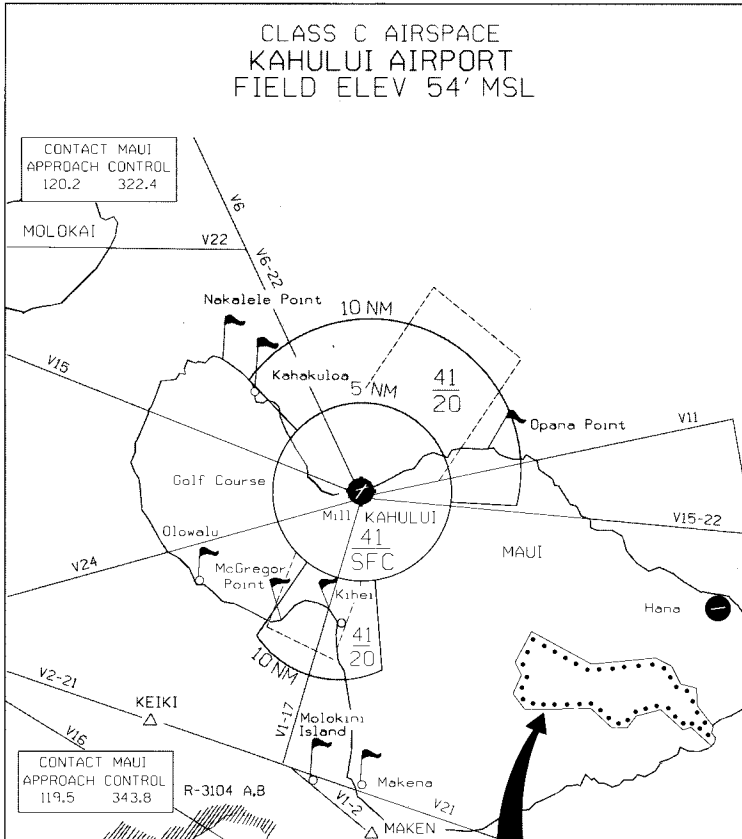 CLASS C AIRSPACE
KAHULUI AIRPORT
FIELD ELEV 54' MSL
CONTACT MAUI
APPROACH CONTROL
120.2 322.4
MOLOKAI
V22
V6
V6-22
Nakalele Point
10 NM
V15
Kahakuloa
5 NM
41
20
Opana Point
V11
Golf Course
Mill
KAHULUI
41
SFC
V15-22
MAUI
Olowalu
V24
McGregor
Point
Kihei
Hana
41
20
10 NM
V2-21
KEIKI
V1-17
V16
Molokini
Island
CONTACT MAUI
APPROACH CONTROL
119.5 343.8
R-3104 A,B
Makena
V1-2
V21
MAKEN